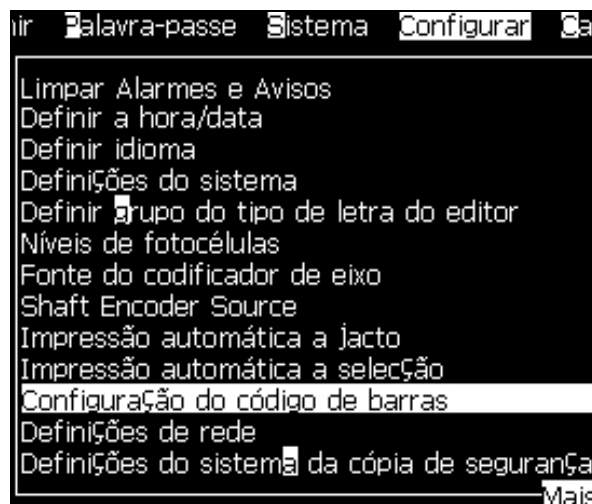 ir Palavra-passe Sistema Configurar Ca
Limpar Alarmes e Avisos
Definir a hora/data
Definir idioma
Definições do sistema
Definir grupo do tipo de letra do editor
Níveis de fotocélulas
Fonte do codificador de eixo
Shaft Encoder Source
Impressão automática a jacto
Impressão automática a selecção
Configuração do código de barras
Definições de rede
Definições do sistema da cópia de segurança
Mais